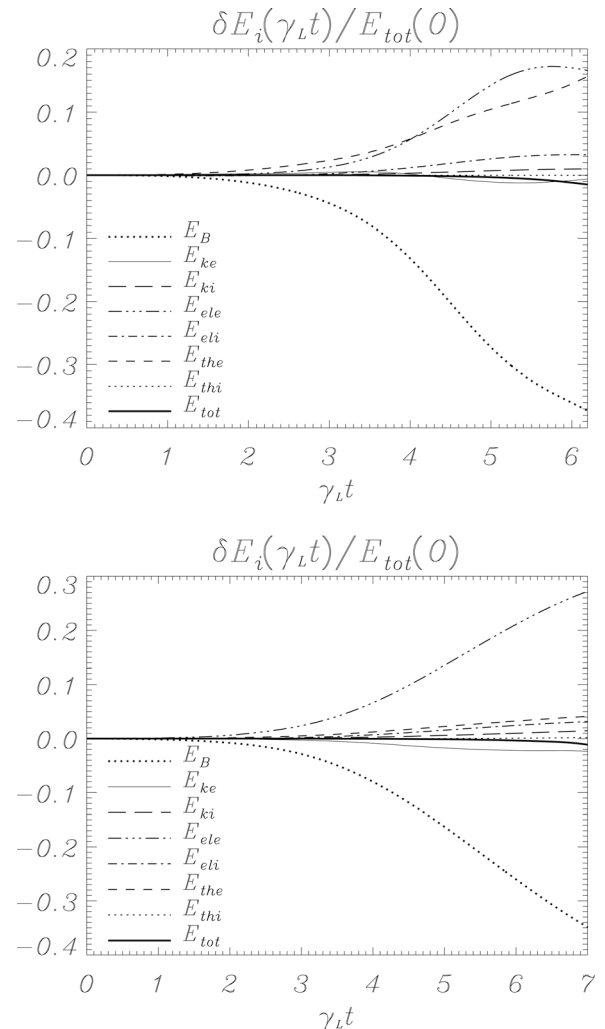 δE_i(γ_L t)/E_tot(0)
0.2
0.1
0.0
−0.1
−0.2
−0.3
−0.4
E_B
E_ke
E_ki
E_ele
E_eli
E_the
E_thi
E_tot
0 1 2 3 4 5 6
γ_L t
δE_i(γ_L t)/E_tot(0)
0.3
0.2
0.1
0.0
−0.1
−0.2
−0.3
−0.4
E_B
E_ke
E_ki
E_ele
E_eli
E_the
E_thi
E_tot
0 1 2 3 4 5 6 7
γ_L t